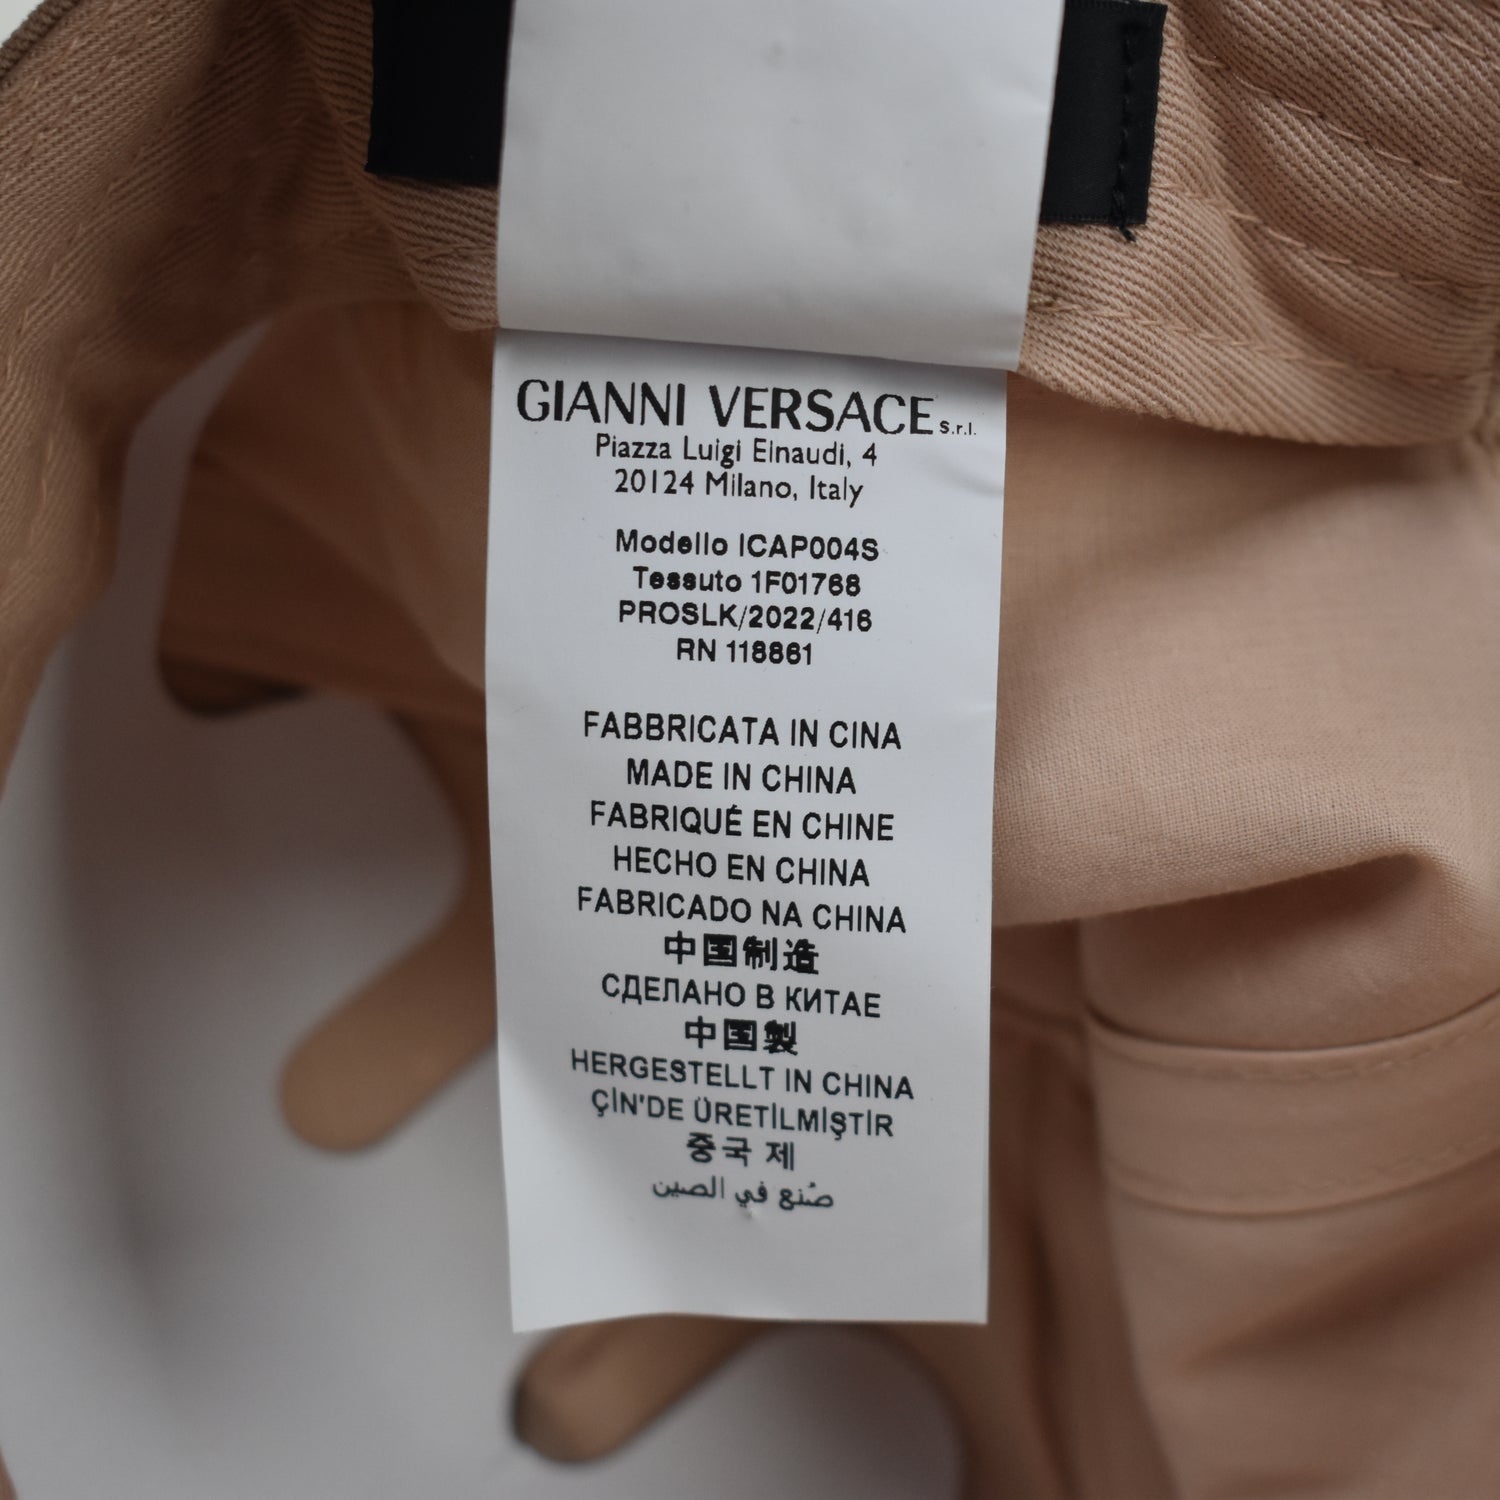 GIANNI VERSACE S.r.l.
Piazza Luigi Einaudi, 4
20124 Milano, Italy
Modello ICAP004S
Tessuto 1F01768
PROSLK/2022/416
RN 118861
FABBRICATA IN CINA
MADE IN CHINA
FABRIQUÉ EN CHINE
HECHO EN CHINA
FABRICADO NA CHINA
中国制造
СДЕЛАНО В КИТАЕ
中国製
HERGESTELLT IN CHINA
ÇİN'DE ÜRETİLMİŞTİR
중국 제
صُنع في الصين